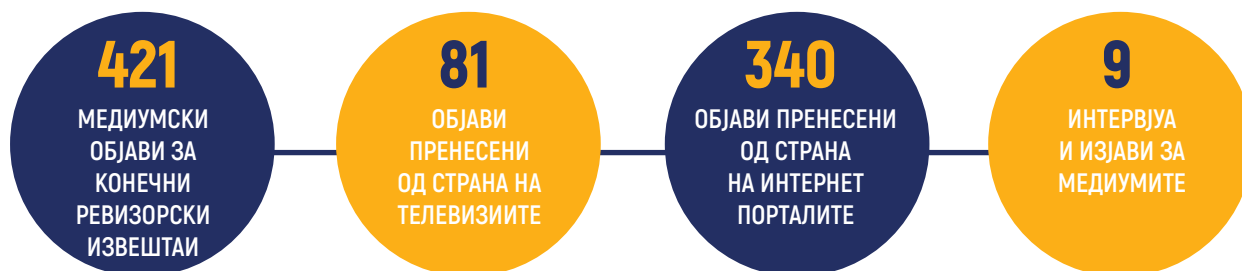 421
МЕДИУМСКИ
ОБЈАВИ ЗА
КОНЕЧНИ
РЕВИЗОРСКИ
ИЗВЕШТАИ
81
ОБЈАВИ
ПРЕНЕСЕНИ
ОД СТРАНА НА
ТЕЛЕВИЗИИТЕ
340
ОБЈАВИ ПРЕНЕСЕНИ
ОД СТРАНА
НА ИНТЕРНЕТ
ПОРТАЛИТЕ
9
ИНТЕРВЈУА
И ИЗЈАВИ ЗА
МЕДИУМИТЕ